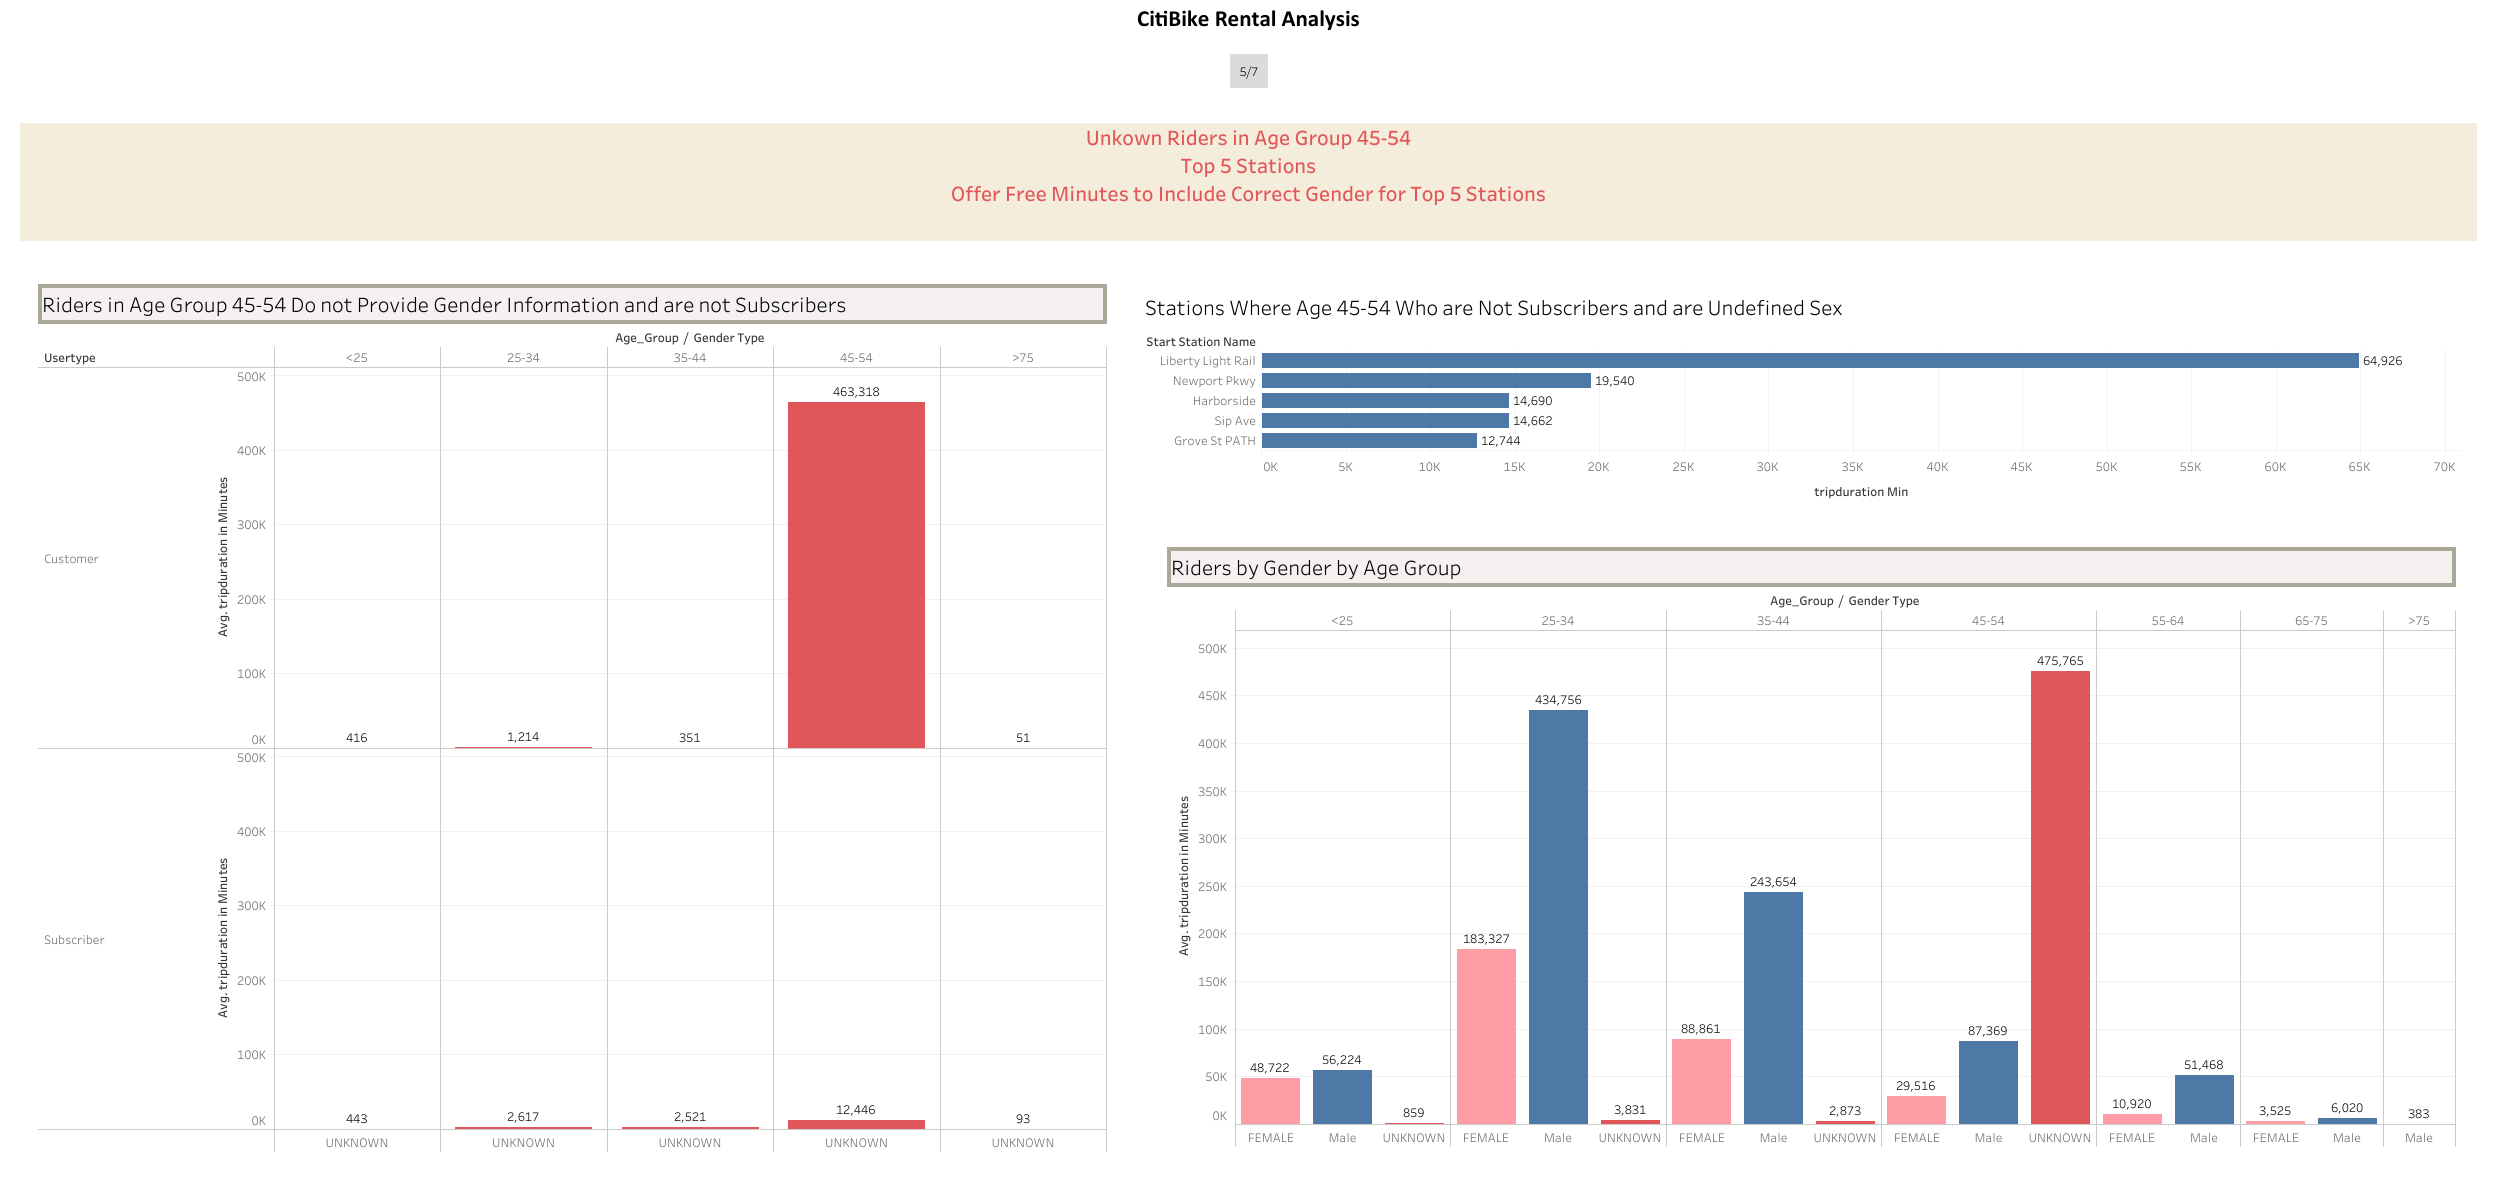 CitiBike Rental Analysis
5/7
Unkown Riders in Age Group 45-54
Top 5 Stations
Offer Free Minutes to Include Correct Gender for Top 5 Stations
Riders in Age Group 45-54 Do not Provide Gender Information and are not Subscribers
Age_Group / Gender Type
Usertype <25 25-34 35-44 45-54 >75
Customer
Avg. tripduration in Minutes
500K
400K
300K
200K
100K
0K
416 1,214 351 463,318 51
Subscriber
Avg. tripduration in Minutes
500K
400K
300K
200K
100K
0K
443 2,617 2,521 12,446 93
UNKNOWN UNKNOWN UNKNOWN UNKNOWN UNKNOWN
Stations Where Age 45-54 Who are Not Subscribers and are Undefined Sex
Start Station Name
Liberty Light Rail 64,926
Newport Pkwy 19,540
Harborside 14,690
Sip Ave 14,662
Grove St PATH 12,744
0K 5K 10K 15K 20K 25K 30K 35K 40K 45K 50K 55K 60K 65K 70K
tripduration Min
Riders by Gender by Age Group
Age_Group / Gender Type
<25 25-34 35-44 45-54 55-64 65-75 >75
Avg. tripduration in Minutes
500K
450K
400K
350K
300K
250K
200K
150K
100K
50K
0K
48,722 56,224 859 183,327 434,756 3,831 88,861 243,654 2,873 29,516 87,369 475,765 10,920 51,468 3,525 6,020 383
FEMALE Male UNKNOWN FEMALE Male UNKNOWN FEMALE Male UNKNOWN FEMALE Male UNKNOWN FEMALE Male FEMALE Male Male